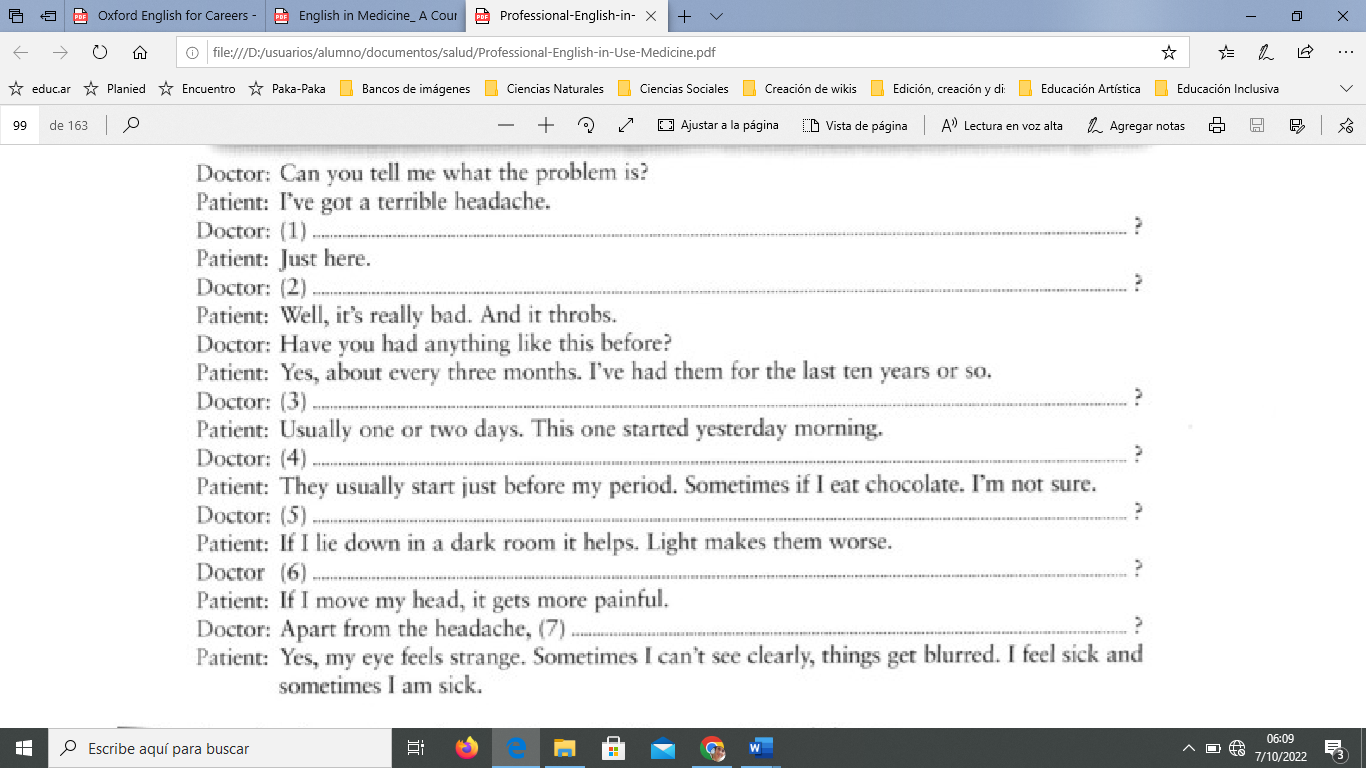 Oxford English for Careers -
English in Medicine_ A Cour
Professional-English-in-
file:///D:/usuarios/alumno/documentos/salud/Professional-English-in-Use-Medicine.pdf
educ.ar Planied Encuentro Paka-Paka Bancos de imágenes Ciencias Naturales Ciencias Sociales Creación de wikis Edición, creación y di: Educación Artística Educación Inclusiva
99 de 163 Ajustar a la página Vista de página Lectura en voz alta Agregar notas
Doctor: Can you tell me what the problem is?
Patient: I've got a terrible headache.
Doctor: (1) ........ ?
Patient: Just here.
Doctor: (2) ........ ?
Patient: Well, it's really bad. And it throbs.
Doctor: Have you had anything like this before?
Patient: Yes, about every three months. I've had them for the last ten years or so.
Doctor: (3) ........ ?
Patient: Usually one or two days. This one started yesterday morning.
Doctor: (4) ........ ?
Patient: They usually start just before my period. Sometimes if I eat chocolate. I'm not sure.
Doctor: (5) ........ ?
Patient: If I lie down in a dark room it helps. Light makes them worse.
Doctor (6) ........ ?
Patient: If I move my head, it gets more painful.
Doctor: Apart from the headache, (7) ........ ?
Patient: Yes, my eye feels strange. Sometimes I can't see clearly, things get blurred. I feel sick and
sometimes I am sick.
Escribe aquí para buscar
06:09
7/10/2022
3